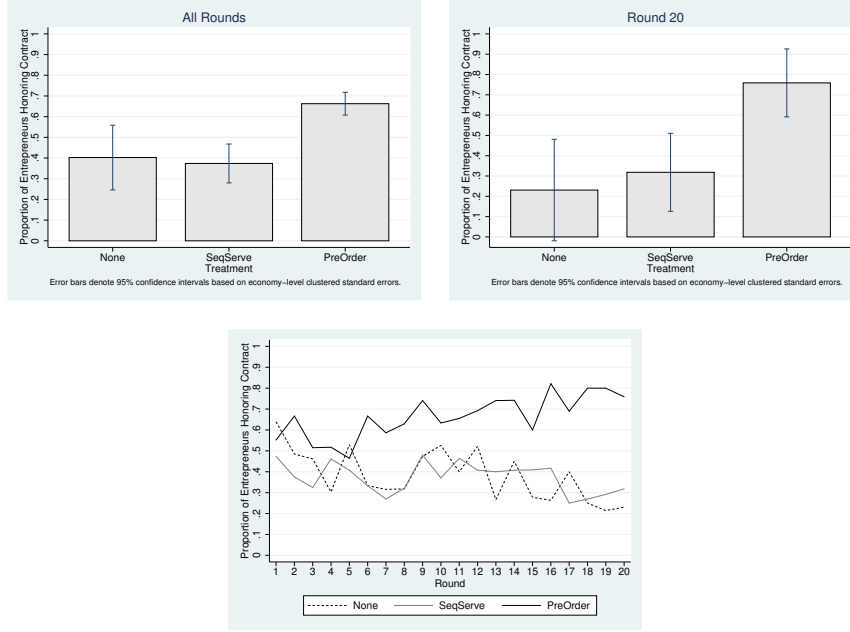 All Rounds
Proportion of Entrepreneurs Honoring Contract
1
.9
.8
.7
.6
.5
.4
.3
.2
.1
0
None SeqServe PreOrder
Treatment
Error bars denote 95% confidence intervals based on economy−level clustered standard errors.
Round 20
Proportion of Entrepreneurs Honoring Contract
1
.9
.8
.7
.6
.5
.4
.3
.2
.1
0
None SeqServe PreOrder
Treatment
Error bars denote 95% confidence intervals based on economy−level clustered standard errors.
Proportion of Entrepreneurs Honoring Contract
1
.9
.8
.7
.6
.5
.4
.3
.2
.1
0
1 2 3 4 5 6 7 8 9 10 11 12 13 14 15 16 17 18 19 20
Round
None SeqServe PreOrder